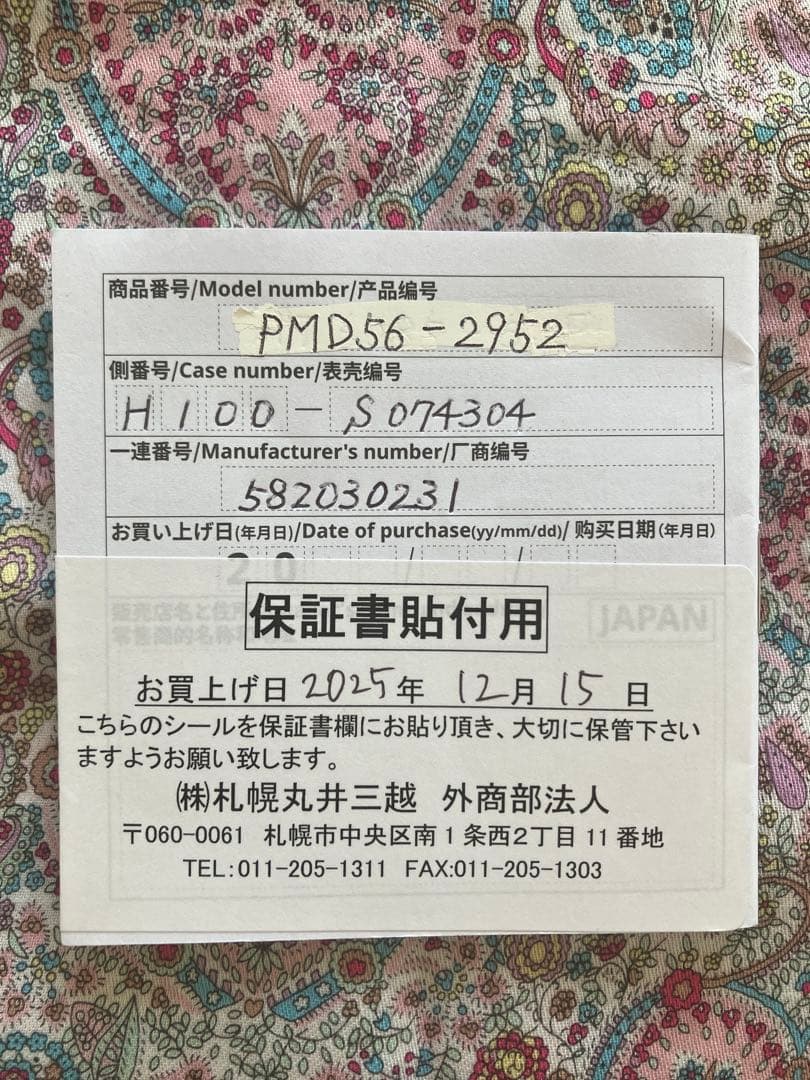 商品番号/Model number/产品编号
PMD56-2952
側番号/Case number/表壳编号
H100-S074304
一連番号/Manufacturer's number/厂商编号
582030231
お買い上げ日(年月日)/Date of purchase(yy/mm/dd)/ 购买日期(年月日)
20 / /
JAPAN
保証書貼付用
お買上げ日 2025年 12月 15 日
こちらのシールを保証書欄にお貼り頂き、大切に保管下さい
ますようお願い致します。
㈱札幌丸井三越 外商部法人
〒060-0061 札幌市中央区南1条西2丁目11番地
TEL:011-205-1311 FAX:011-205-1303